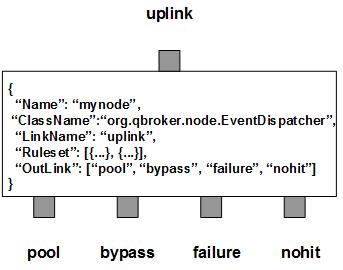 uplink
{
“Name”: “mynode”,
“ClassName”:“org.qbroker.node.EventDispatcher”,
“LinkName”: “uplink”,
“Ruleset”: [{...}, {...}],
“OutLink”: [“pool”, “bypass”, “failure”, “nohit”]
}
pool bypass failure nohit